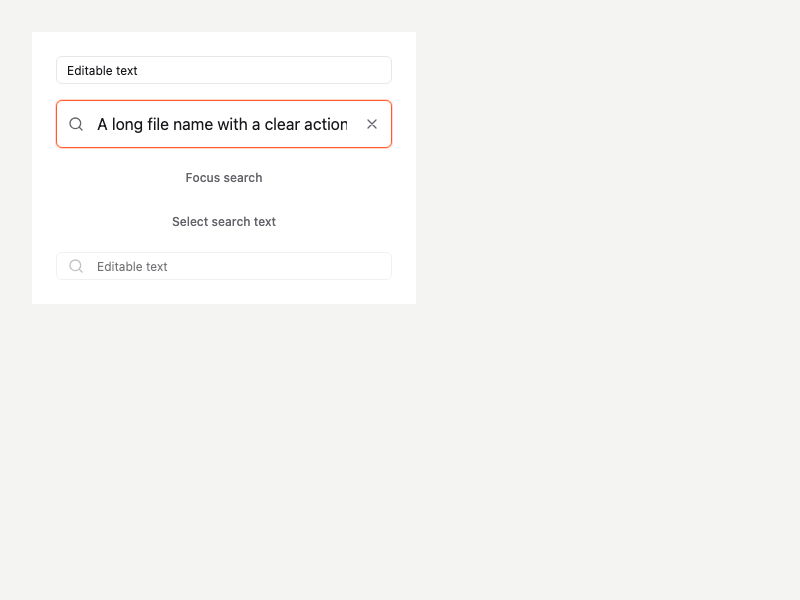 Editable text
A long file name with a clear action
Focus search
Select search text
Editable text